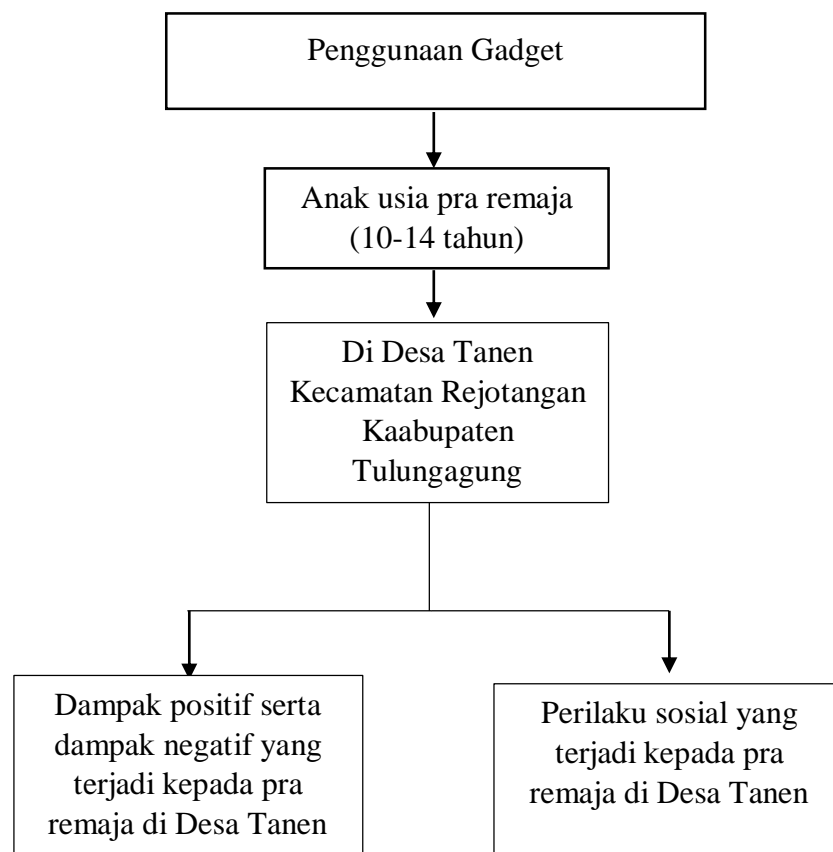 Penggunaan Gadget
Anak usia pra remaja
(10-14 tahun)
Di Desa Tanen
Kecamatan Rejotangan
Kaabupaten
Tulungagung
Dampak positif serta
dampak negatif yang
terjadi kepada pra
remaja di Desa Tanen
Perilaku sosial yang
terjadi kepada pra
remaja di Desa Tanen